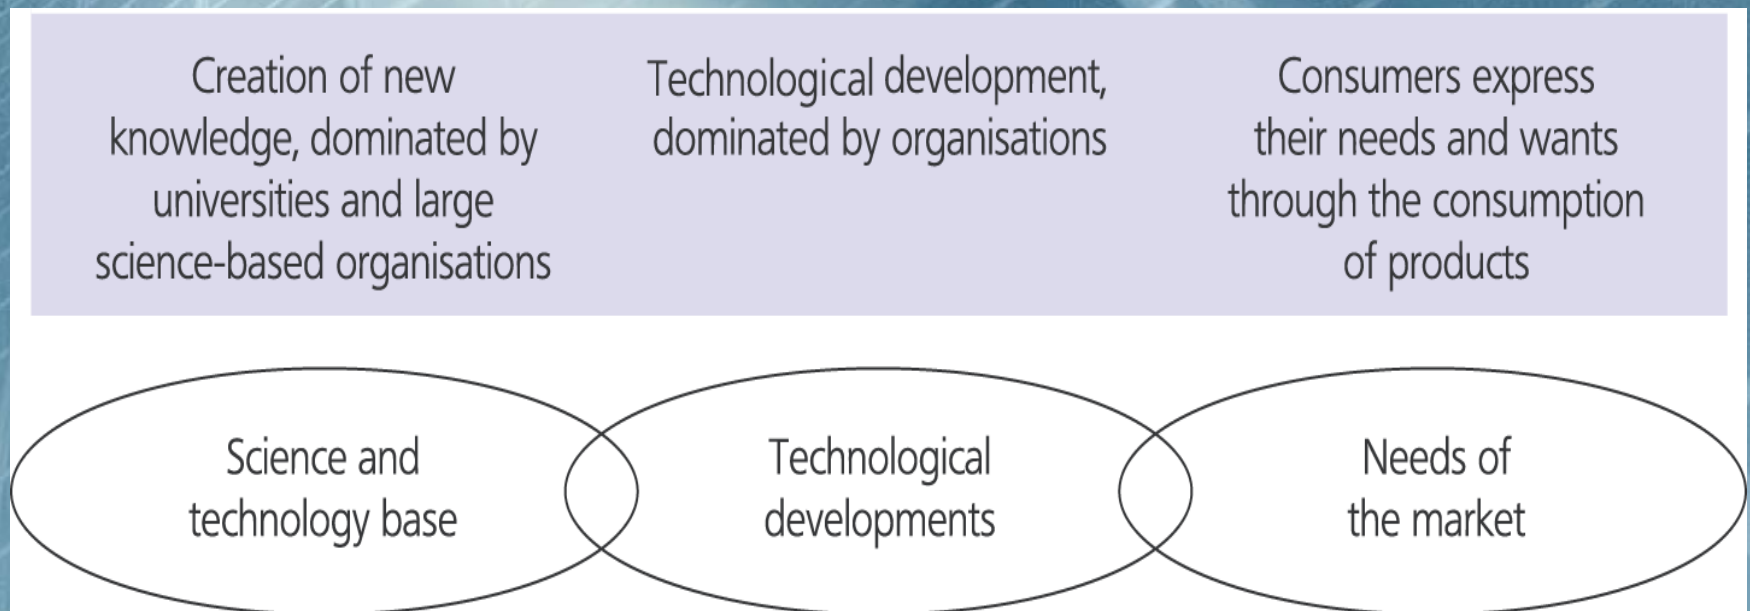 Creation of new
knowledge, dominated by
universities and large
science-based organisations
Technological development,
dominated by organisations
Consumers express
their needs and wants
through the consumption
of products
Science and
technology base
Technological
developments
Needs of
the market